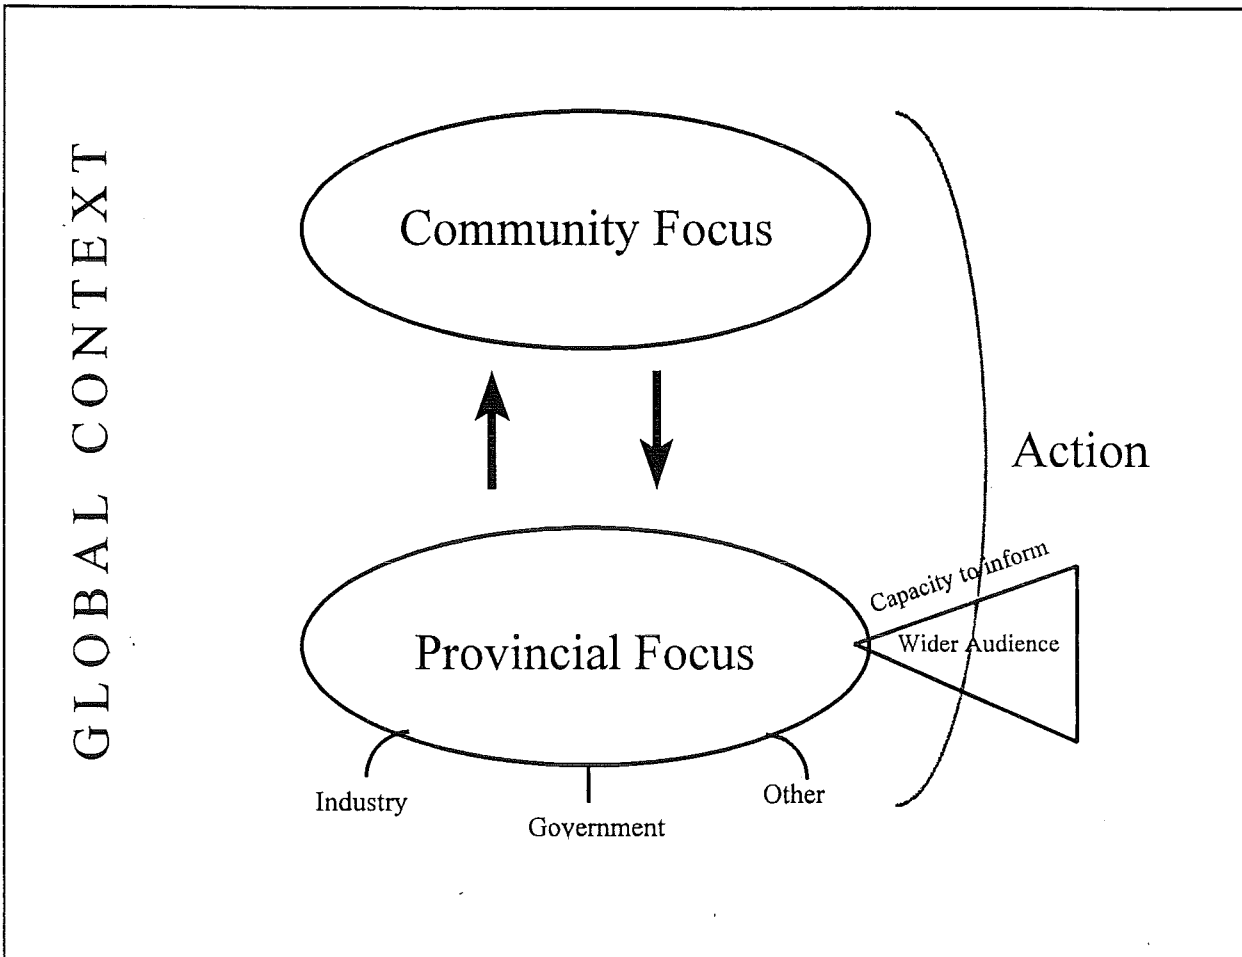 GLOBAL CONTEXT
Community Focus
Action
Capacity to inform
Wider Audience
Provincial Focus
Industry
Government
Other